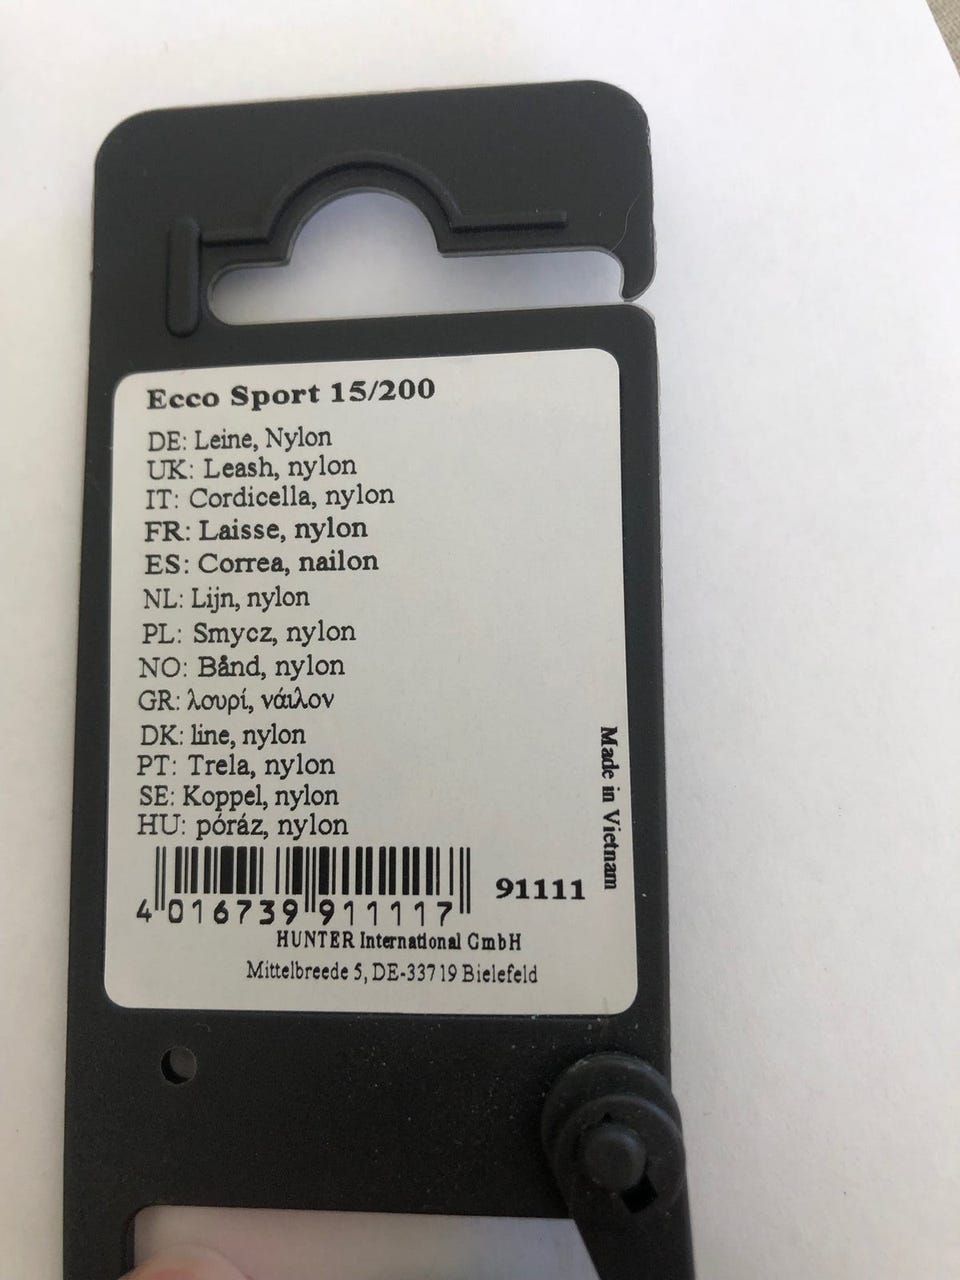 Ecco Sport 15/200
DE: Leine, Nylon
UK: Leash, nylon
IT: Cordicella, nylon
FR: Laisse, nylon
ES: Correa, nailon
NL: Lijn, nylon
PL: Smycz, nylon
NO: Bånd, nylon
GR: λουρί, νάιλον
DK: line, nylon
PT: Trela, nylon
SE: Koppel, nylon
HU: póráz, nylon
Made in Vietnam
4 016739 911117
91111
HUNTER International GmbH
Mittelbreede 5, DE-33719 Bielefeld